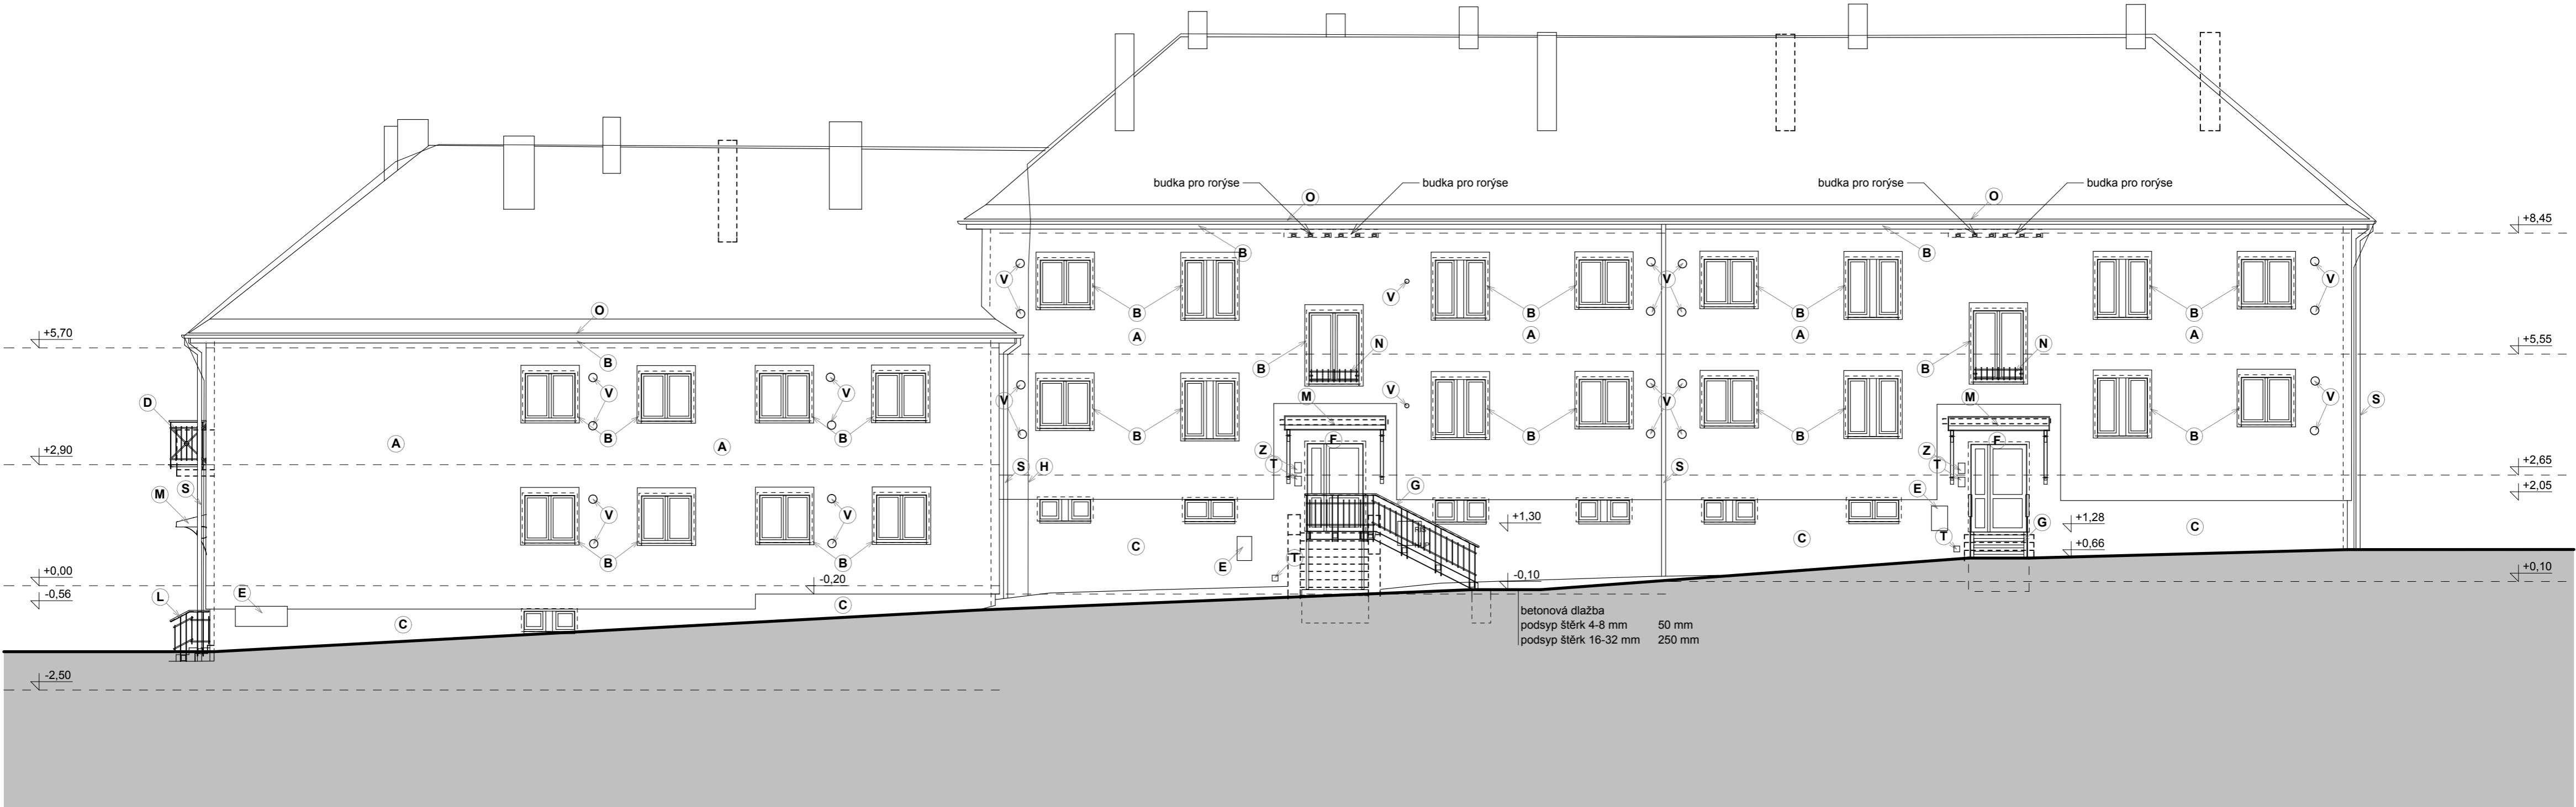 budka pro rorýse
budka pro rorýse
budka pro rorýse
budka pro rorýse
O
O
+8,45
B
B
V
V
V
V
V
B
B
B
B
A
A
A
A
O
+5,70
B
N
N
+5,55
B
B
V
V
V
V
V
V
D
M
M
S
B
B
B
B
B
B
A
A
F
F
Z
T
Z
T
+2,90
S
H
S
+2,65
M
S
G
E
+2,05
V
V
+1,30
G
+1,28
C
C
C
C
T
B
B
E
T
+0,66
+0,00
-0,20
-0,10
+0,10
-0,56
L
E
C
C
betonová dlažba
podsyp štěrk 4-8 mm 50 mm
podsyp štěrk 16-32 mm 250 mm
-2,50